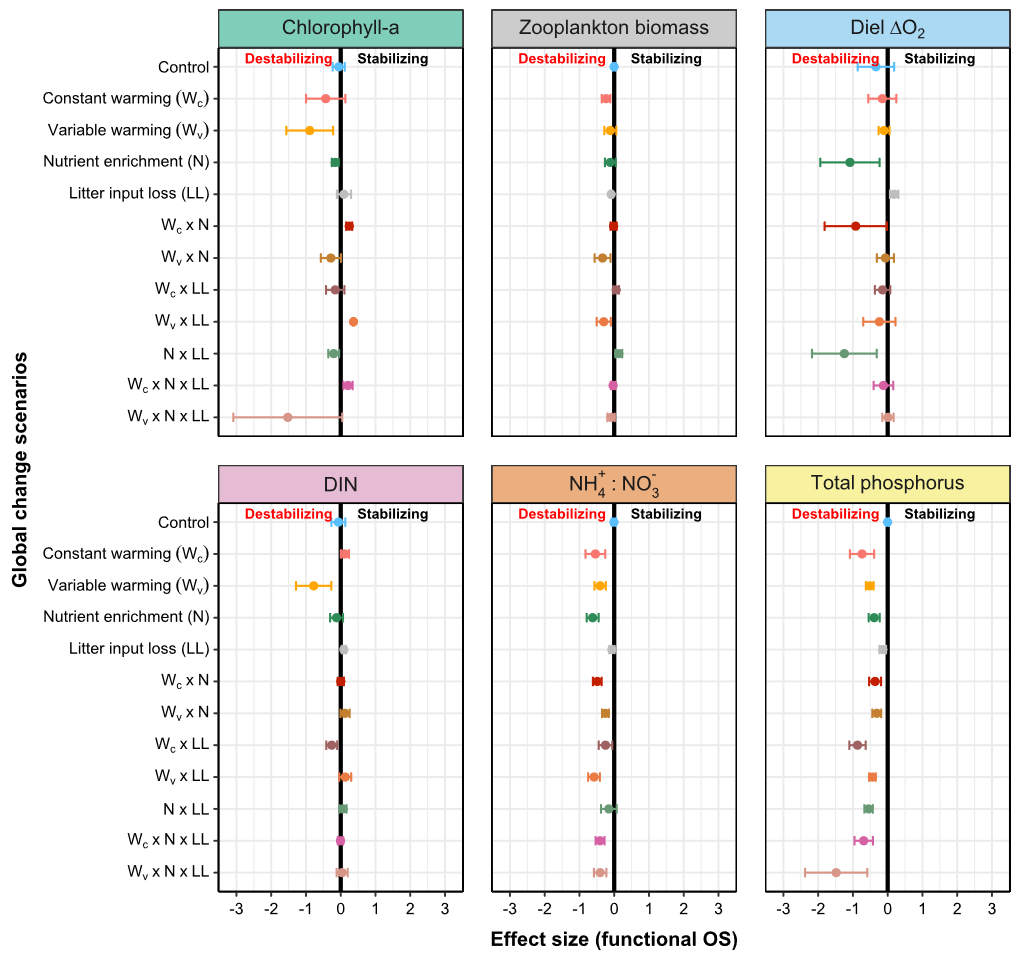 Chlorophyll-a
Zooplankton biomass
Diel ΔO₂
Destabilizing Stabilizing
Destabilizing Stabilizing
Destabilizing Stabilizing
Control
Constant warming (Wc)
Variable warming (Wv)
Nutrient enrichment (N)
Litter input loss (LL)
Wc x N
Wv x N
Wc x LL
Wv x LL
N x LL
Wc x N x LL
Wv x N x LL
Global change scenarios
DIN
NH₄⁺ : NO₃⁻
Total phosphorus
Destabilizing Stabilizing
Destabilizing Stabilizing
Destabilizing Stabilizing
Control
Constant warming (Wc)
Variable warming (Wv)
Nutrient enrichment (N)
Litter input loss (LL)
Wc x N
Wv x N
Wc x LL
Wv x LL
N x LL
Wc x N x LL
Wv x N x LL
-3 -2 -1 0 1 2 3
-3 -2 -1 0 1 2 3
-3 -2 -1 0 1 2 3
Effect size (functional OS)